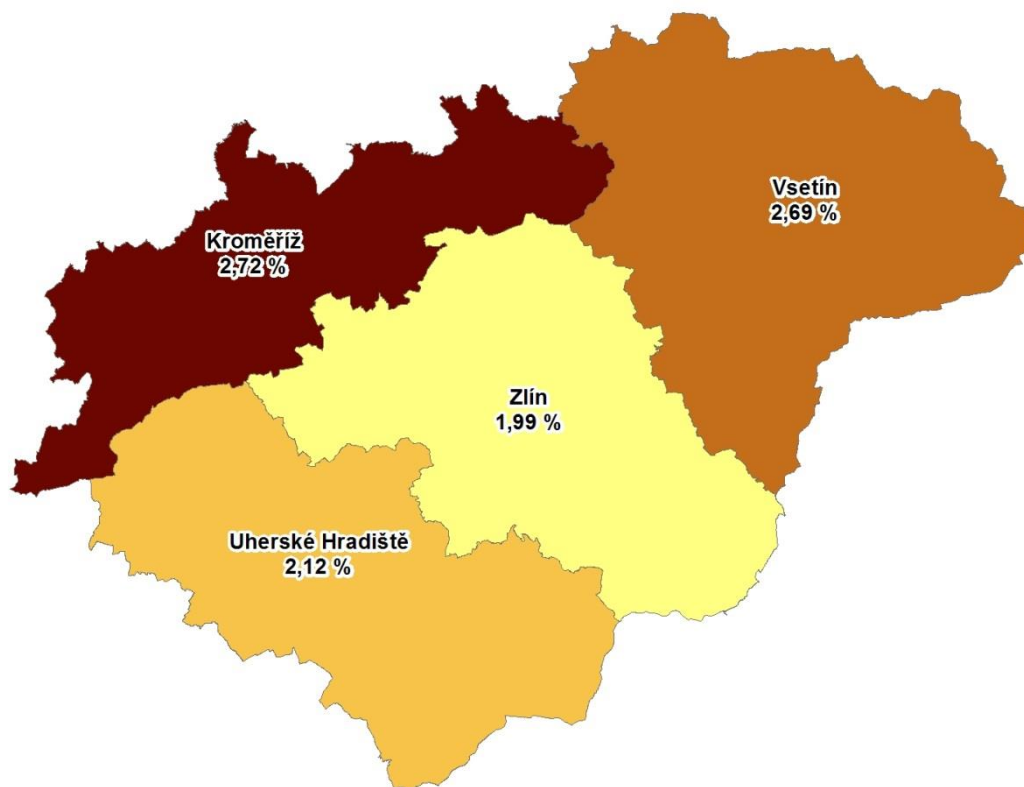 Vsetín
2,69 %
Kroměříž
2,72 %
Zlín
1,99 %
Uherské Hradiště
2,12 %